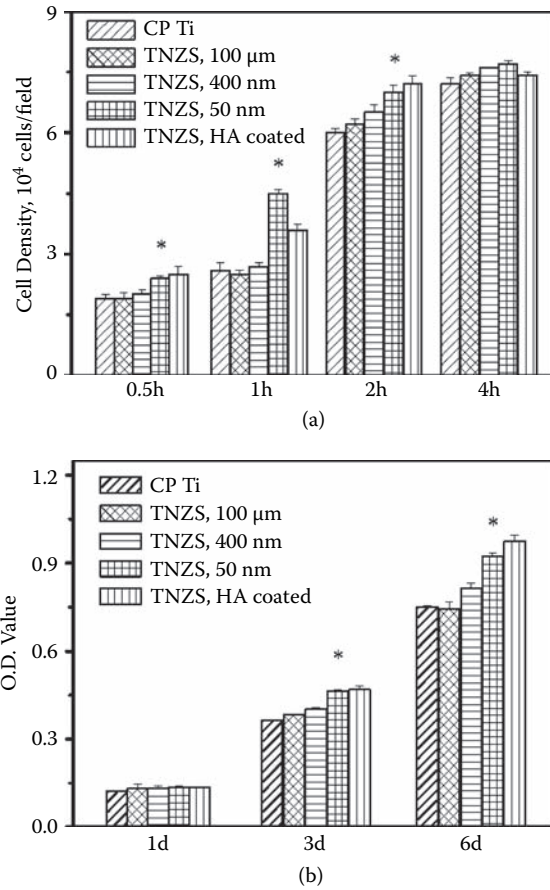 9
6
3
0
Cell Density, 10⁴ cells/field
CP Ti
TNZS, 100 μm
TNZS, 400 nm
TNZS, 50 nm
TNZS, HA coated
*
*
*
0.5h 1h 2h 4h
(a)
1.2
0.9
0.6
0.3
0.0
O.D. Value
CP Ti
TNZS, 100 μm
TNZS, 400 nm
TNZS, 50 nm
TNZS, HA coated
*
*
1d 3d 6d
(b)